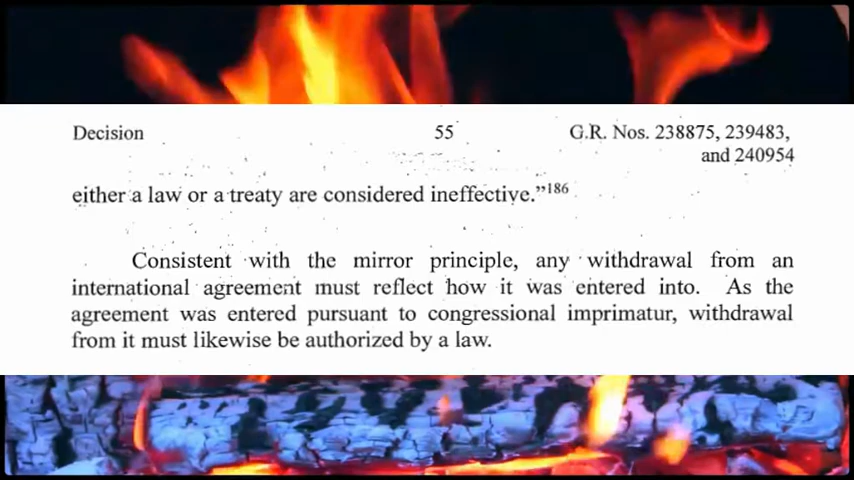 Decision 55 G.R. Nos. 238875, 239483,
and 240954
either a law or a treaty are considered ineffective.”186
Consistent with the mirror principle, any withdrawal from an
international agreement must reflect how it was entered into. As the
agreement was entered pursuant to congressional imprimatur, withdrawal
from it must likewise be authorized by a law.